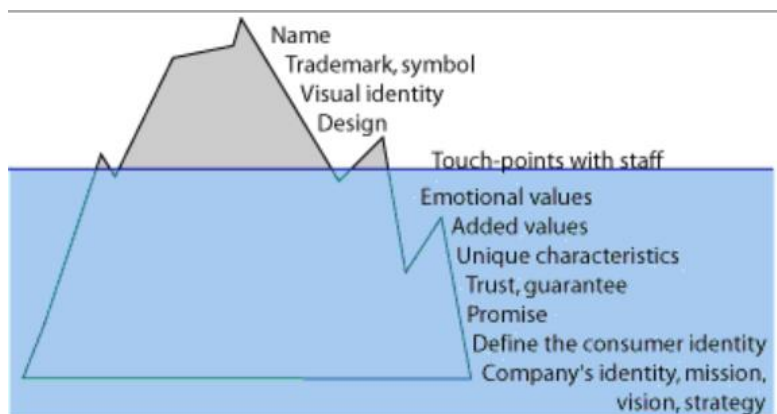 Name
Trademark, symbol
Visual identity
Design
Touch-points with staff
Emotional values
Added values
Unique characteristics
Trust, guarantee
Promise
Define the consumer identity
Company's identity, mission,
vision, strategy